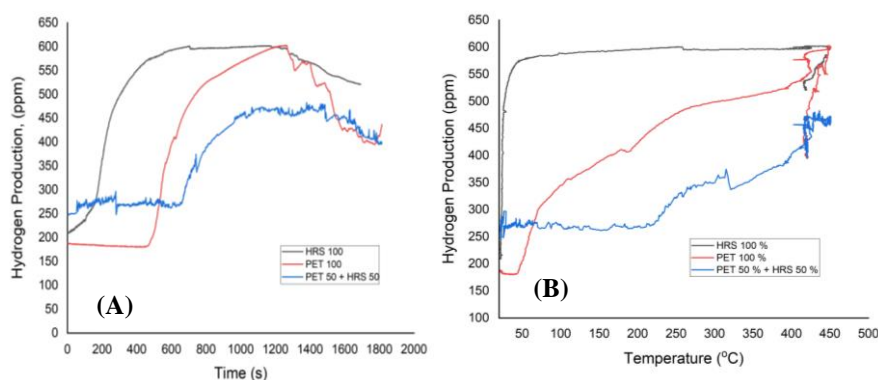 650
600
550
500
450
400
350
300
250
200
150
100
50
0
Hydrogen Production, (ppm)
HRS 100
PET 100
PET 50 + HRS 50
(A)
0 200 400 600 800 1000 1200 1400 1600 1800 2000
Time (s)
650
600
550
500
450
400
350
300
250
200
150
100
Hydrogen Production (ppm)
HRS 100 %
PET 100 %
PET 50 % + HRS 50 %
(B)
50 100 150 200 250 300 350 400 450 500
Temperature (°C)